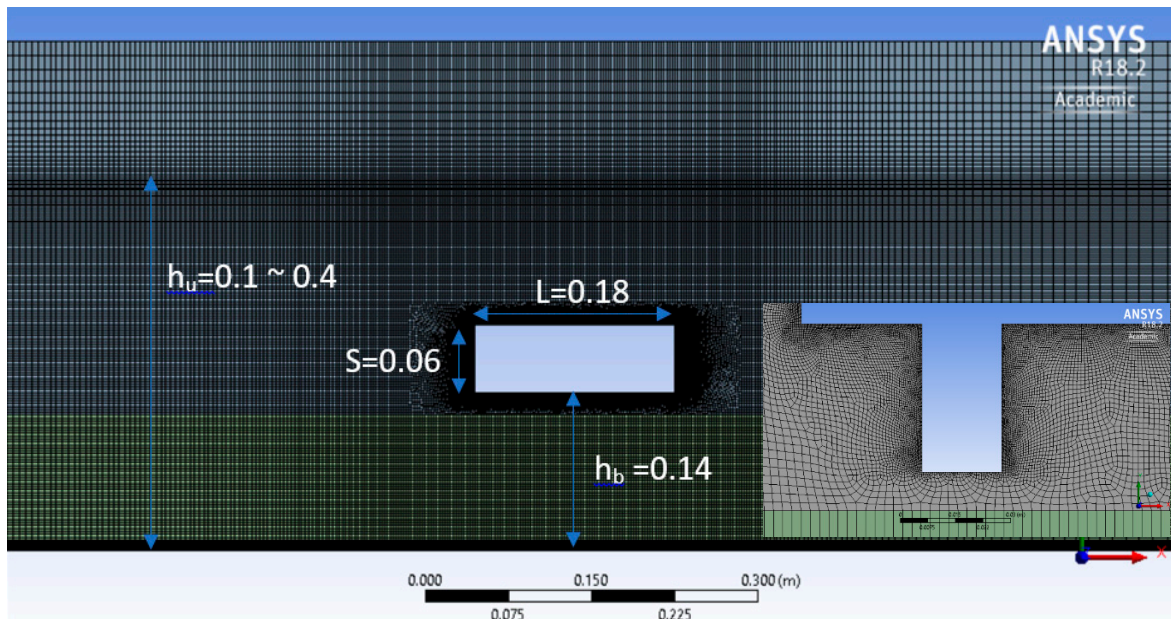 ANSYS
R18.2
Academic
hᵤ=0.1 ~ 0.4
L=0.18
S=0.06
h_b =0.14
ANSYS
R18.2
Academic
X
0.000 0.150 0.300 (m)
0.075 0.225